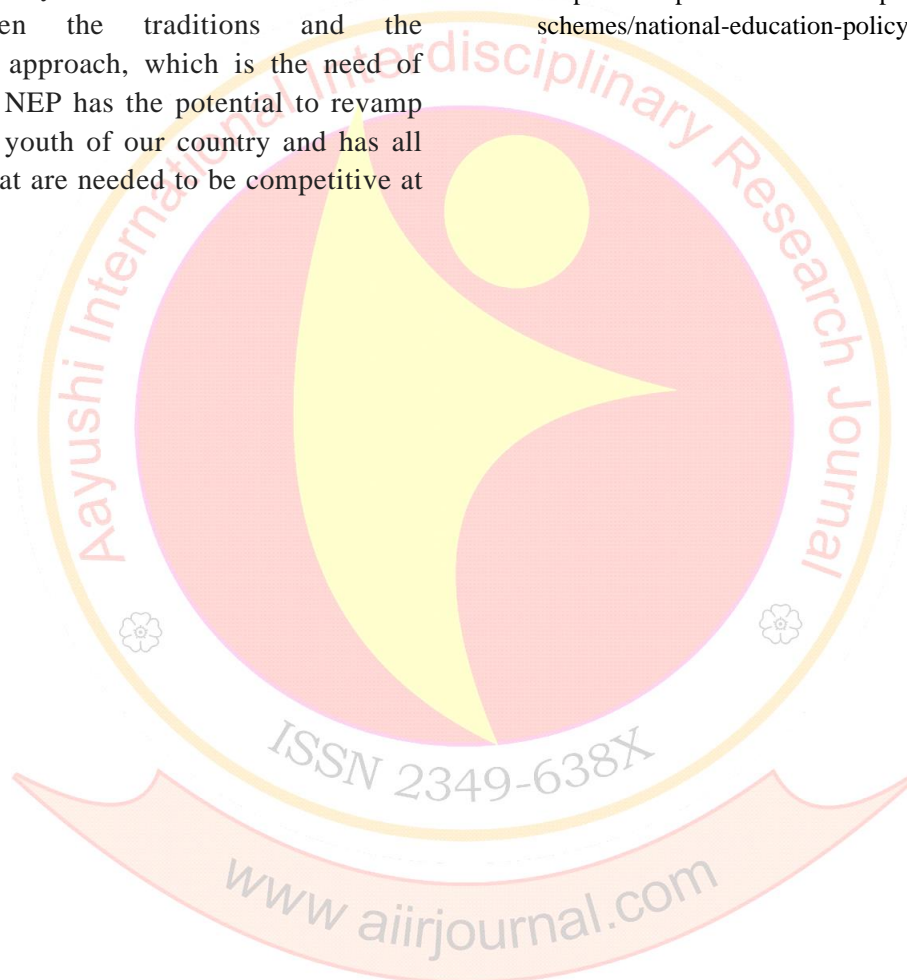 en the traditions and the
approach, which is the need of
NEP has the potential to revamp
youth of our country and has all
at are needed to be competitive at
schemes/national-education-policy
Aayushi International Interdisciplinary Research Journal
ISSN 2349-638X
www aiirjournal.com